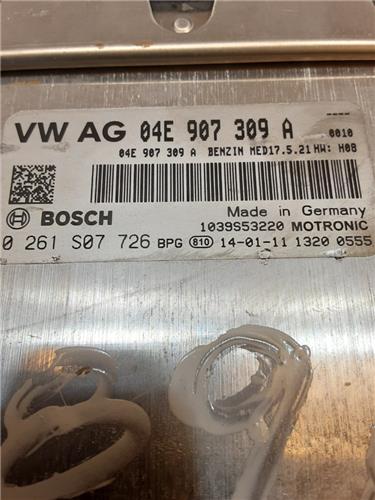 VW AG 04E 907 309 A 0010
04E 907 309 A BENZIN MED17.5.21 HW: H08
BOSCH
Made in Germany
1039S53220 MOTRONIC
0 261 S07 726 BPG 810 14-01-11 1320 0555
89